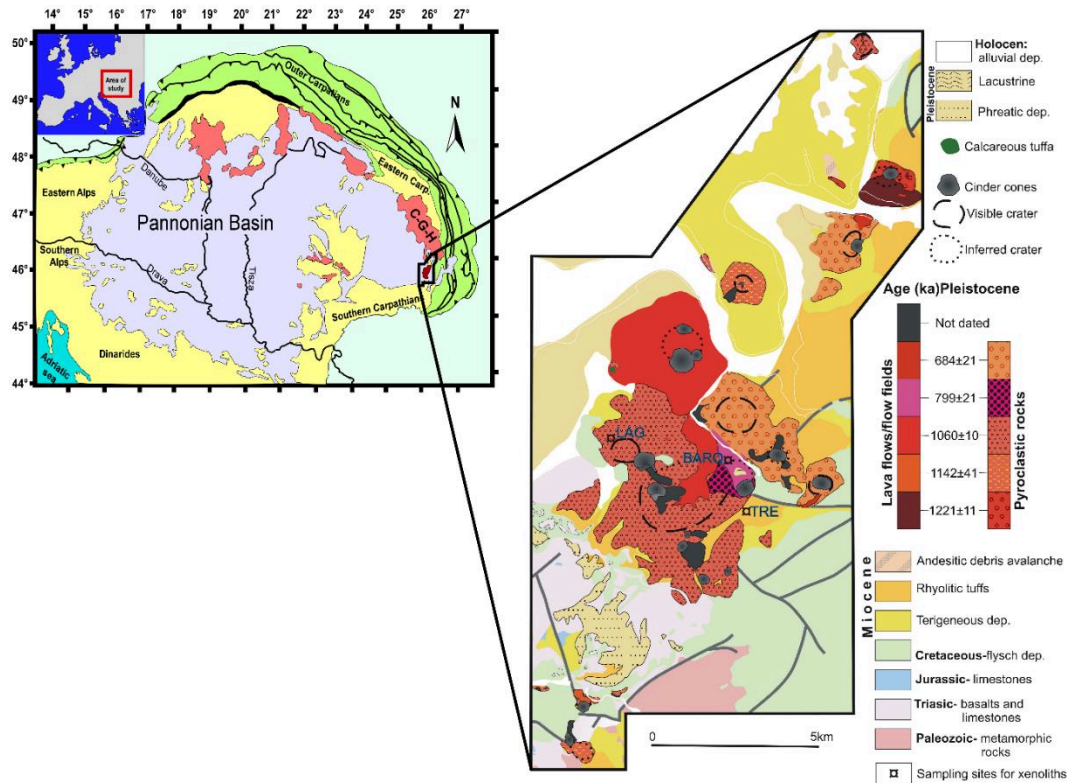 14° 16° 17° 18° 19° 20° 21° 22° 23° 24° 25° 26° 27°
50°
49°
48°
47°
46°
45°
44°
Area of
study
Outer Carpatians
N
Eastern Carp.
C-G-H
Danube
Eastern Alps
Pannonian Basin
Southern
Alps
Drava
Tisza
Southern Carpathians
Dinarides
Adriatic
sea
LAG
BARO
TRE
0 5km
Holocen:
alluvial dep.
Pleistocene
Lacustrine
Phreatic dep.
Calcareous tuffa
Cinder cones
Visible crater
Inferred crater
Age (ka)Pleistocene
Lava flows/flow fields
Not dated
684±21
799±21
1060±10
1142±41
1221±11
Pyroclastic rocks
Miocene
Andesitic debris avalanche
Rhyolitic tuffs
Terigeneous dep.
Cretaceous-flysch dep.
Jurassic- limestones
Triasic- basalts and
limestones
Paleozoic- metamorphic
rocks
Sampling sites for xenoliths